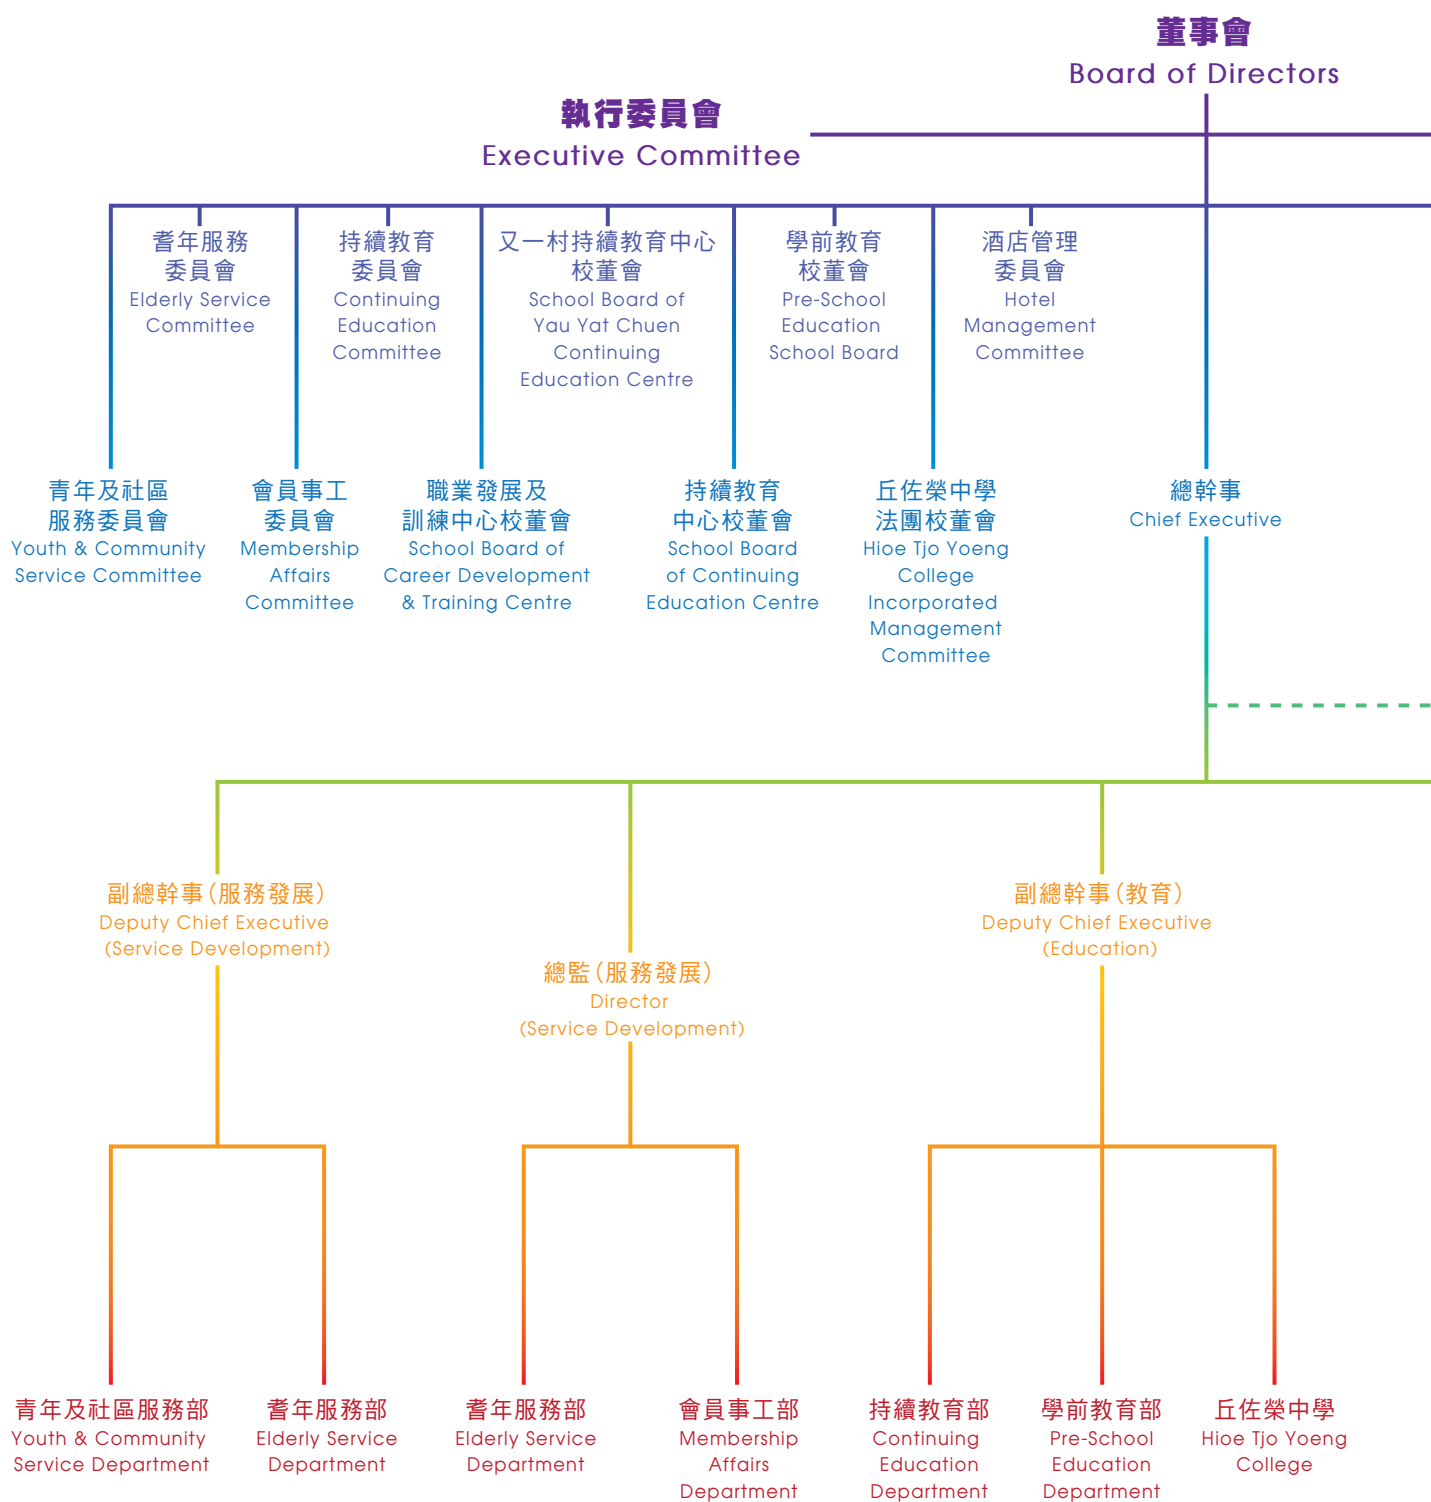 董事會
Board of Directors
執行委員會
Executive Committee
耆年服務
委員會
Elderly Service
Committee
持續教育
委員會
Continuing
Education
Committee
又一村持續教育中心
校董會
School Board of
Yau Yat Chuen
Continuing
Education Centre
學前教育
校董會
Pre-School
Education
School Board
酒店管理
委員會
Hotel
Management
Committee
青年及社區
服務委員會
Youth & Community
Service Committee
會員事工
委員會
Membership
Affairs
Committee
職業發展及
訓練中心校董會
School Board of
Career Development
& Training Centre
持續教育
中心校董會
School Board
of Continuing
Education Centre
丘佐榮中學
法團校董會
Hioe Tjo Yoeng
College
Incorporated
Management
Committee
總幹事
Chief Executive
副總幹事(服務發展)
Deputy Chief Executive
(Service Development)
總監(服務發展)
Director
(Service Development)
副總幹事(教育)
Deputy Chief Executive
(Education)
青年及社區服務部
Youth & Community
Service Department
耆年服務部
Elderly Service
Department
耆年服務部
Elderly Service
Department
會員事工部
Membership
Affairs
Department
持續教育部
Continuing
Education
Department
學前教育部
Pre-School
Education
Department
丘佐榮中學
Hioe Tjo Yoeng
College